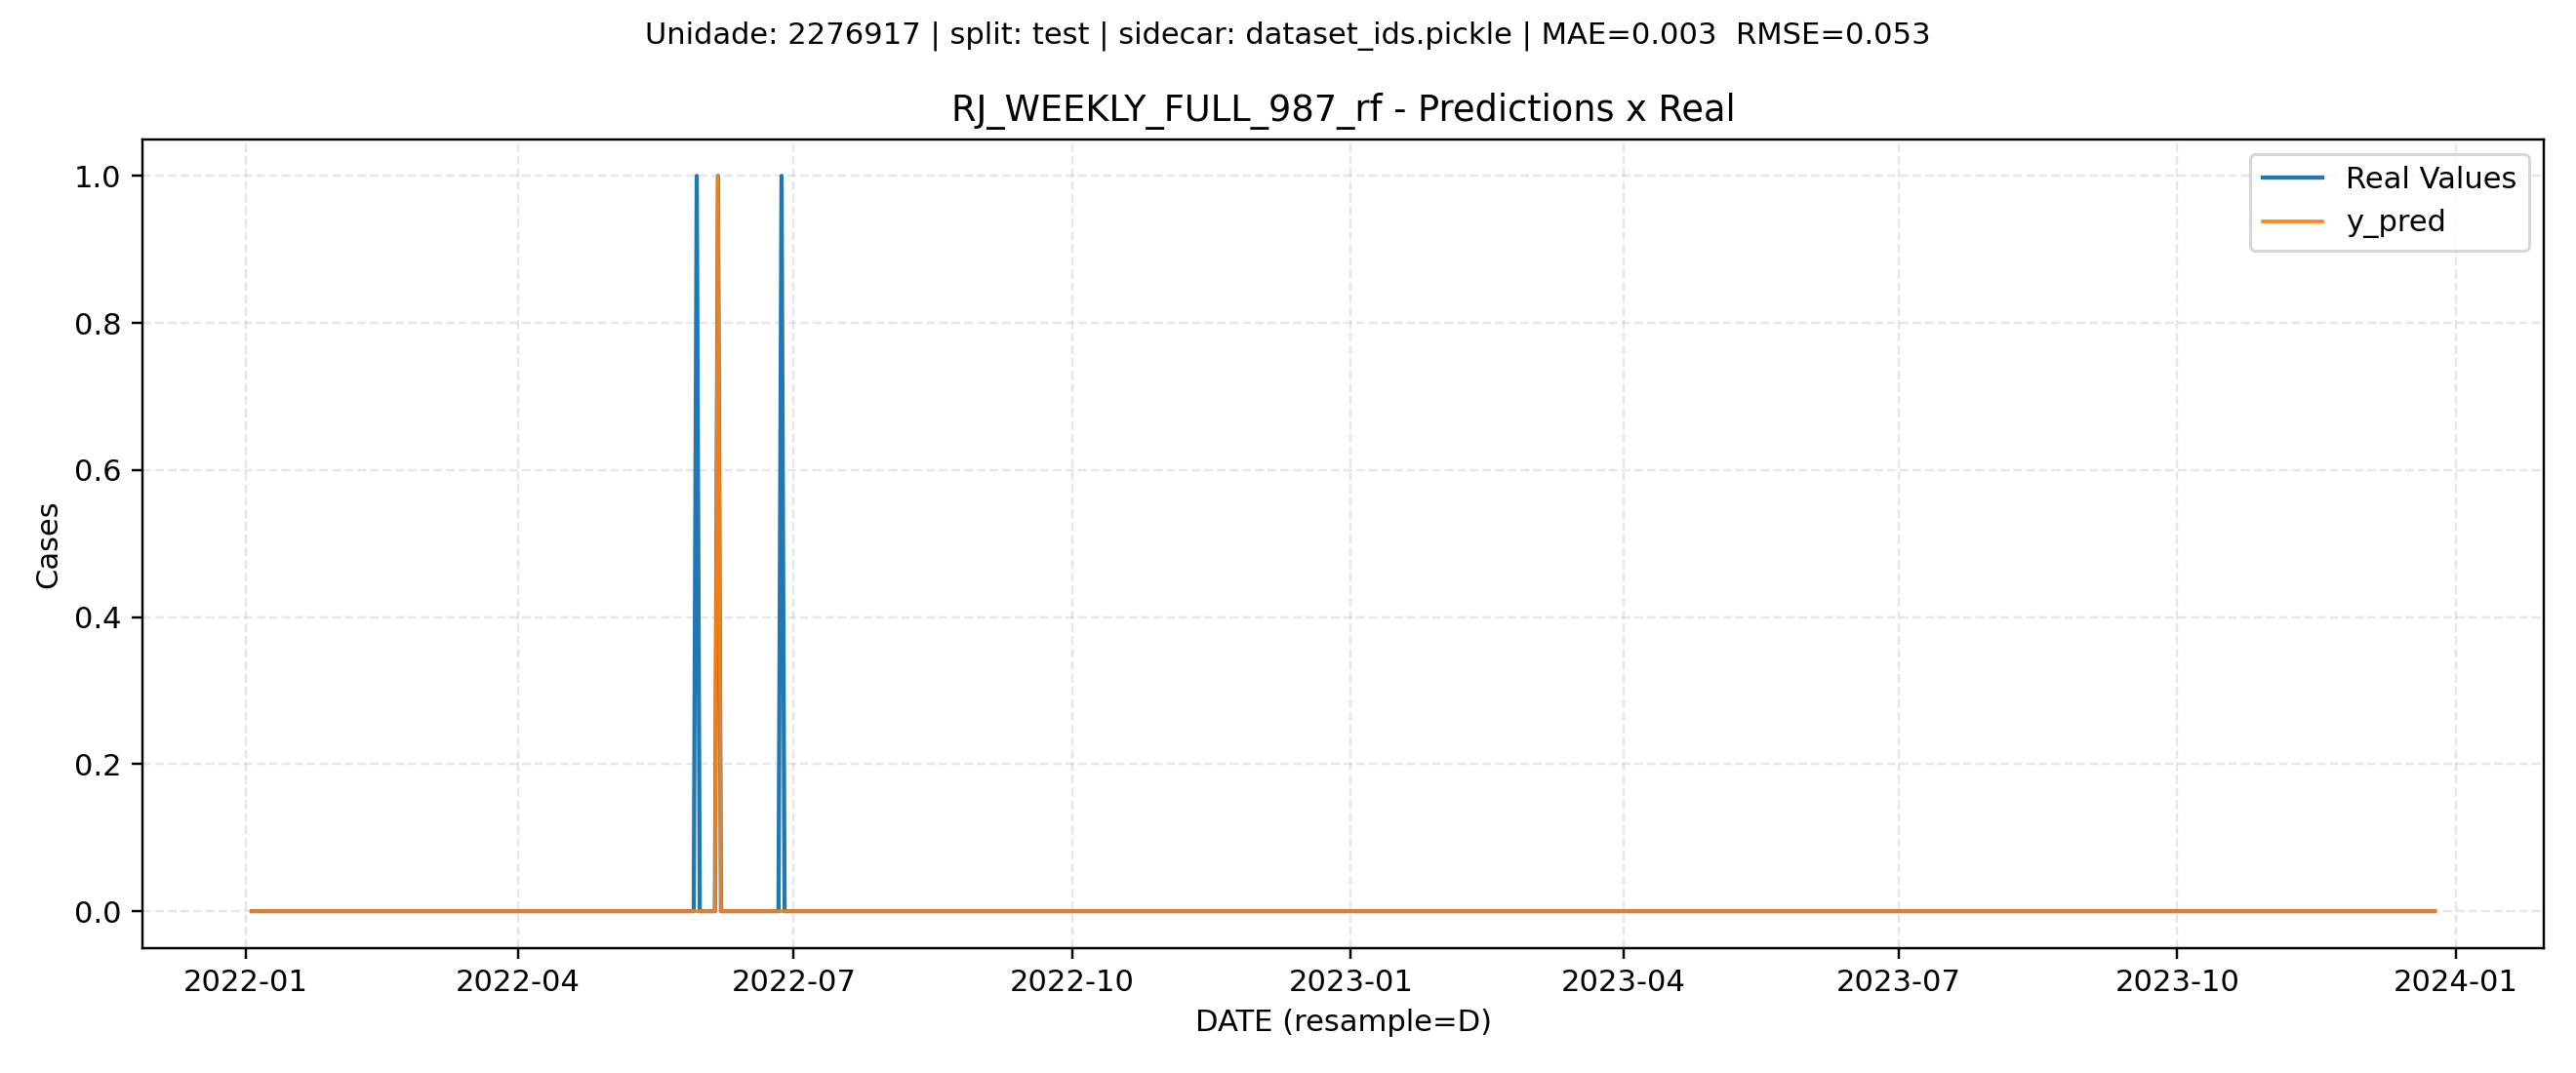 Unidade: 2276917 | split: test | sidecar: dataset_ids.pickle | MAE=0.003  RMSE=0.053
RJ_WEEKLY_FULL_987_rf - Predictions x Real
Real Values
y_pred
1.0
0.8
0.6
0.4
0.2
0.0
Cases
2022-01 2022-04 2022-07 2022-10 2023-01 2023-04 2023-07 2023-10 2024-01
DATE (resample=D)